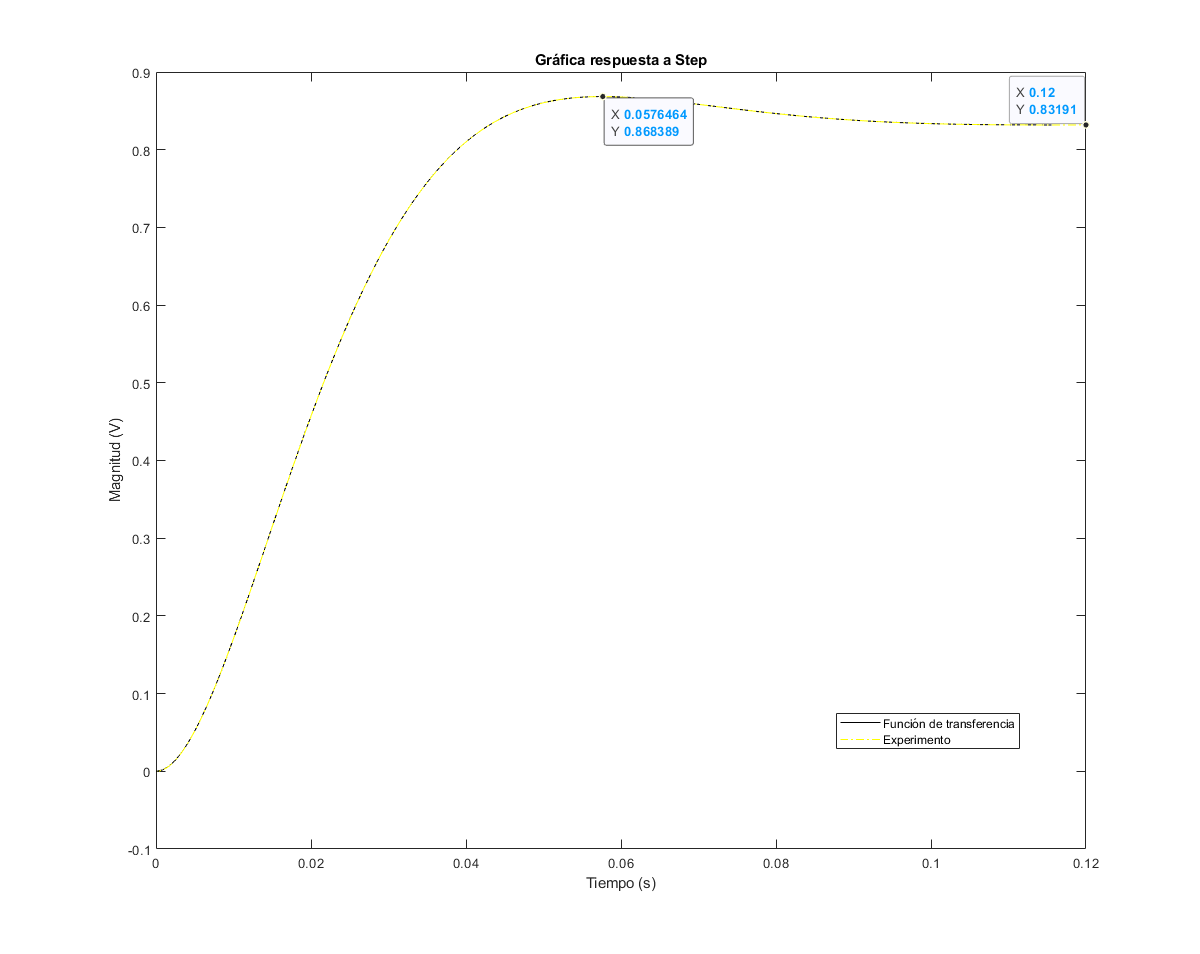 Gráfica respuesta a Step
0.9
0.8
0.7
0.6
0.5
0.4
0.3
0.2
0.1
0
-0.1
Magnitud (V)
X 0.0576464
Y 0.868389
X 0.12
Y 0.83191
Función de transferencia
Experimento
0 0.02 0.04 0.06 0.08 0.1 0.12
Tiempo (s)